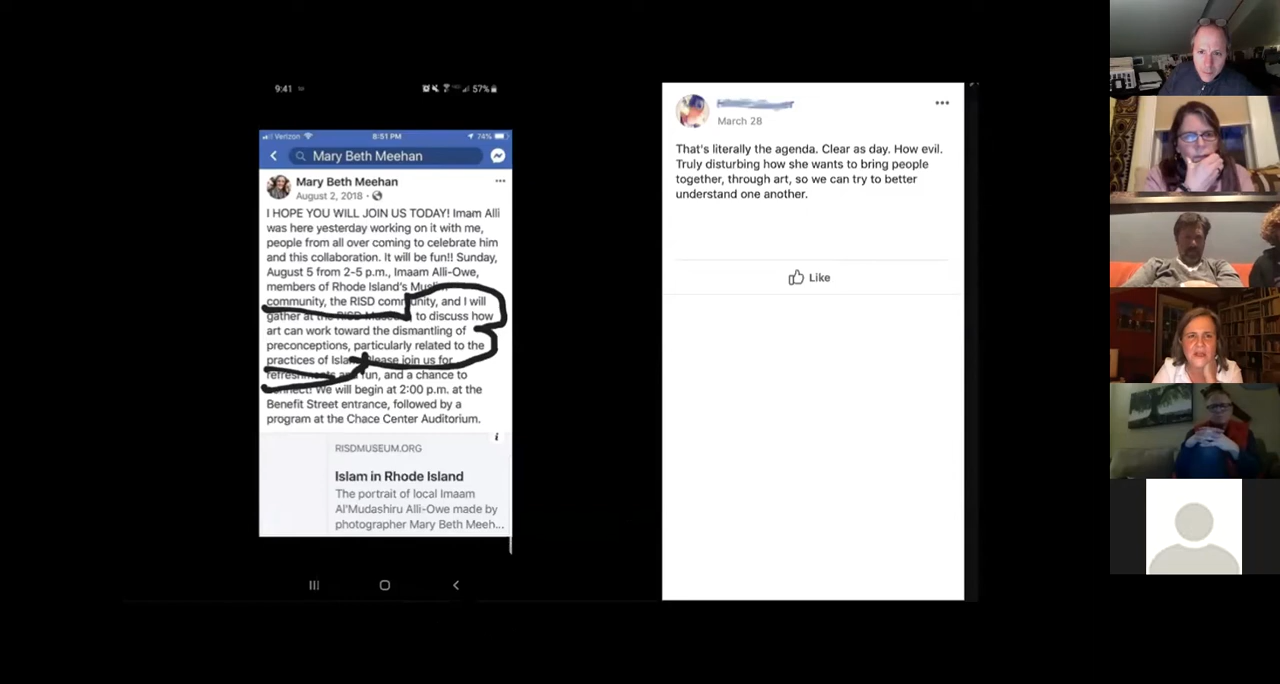 9:41
57%
Verizon
8:51 PM
74%
Mary Beth Meehan
Mary Beth Meehan
August 2, 2018
I HOPE YOU WILL JOIN US TODAY! Imam Alli
was here yesterday working on it with me,
people from all over coming to celebrate him
and this collaboration. It will be fun!! Sunday,
August 5 from 2-5 p.m., Imaam Alli-Owe,
members of Rhode Island's
community, the RISD community, and I will
gather at the RISD Museum, to discuss how
art can work toward the dismantling of
preconceptions, particularly related to the
practices of Please join us for
refreshments and fun, and a chance to
connect! We will begin at 2:00 p.m. at the
Benefit Street entrance, followed by a
program at the Chace Center Auditorium.
RISDMUSEUM.ORG
Islam in Rhode Island
The portrait of local Imaam
Al'Mudashiru Alli-Owe made by
photographer Mary Beth Meeh...
March 28
That's literally the agenda. Clear as day. How evil.
Truly disturbing how she wants to bring people
together, through art, so we can try to better
understand one another.
Like